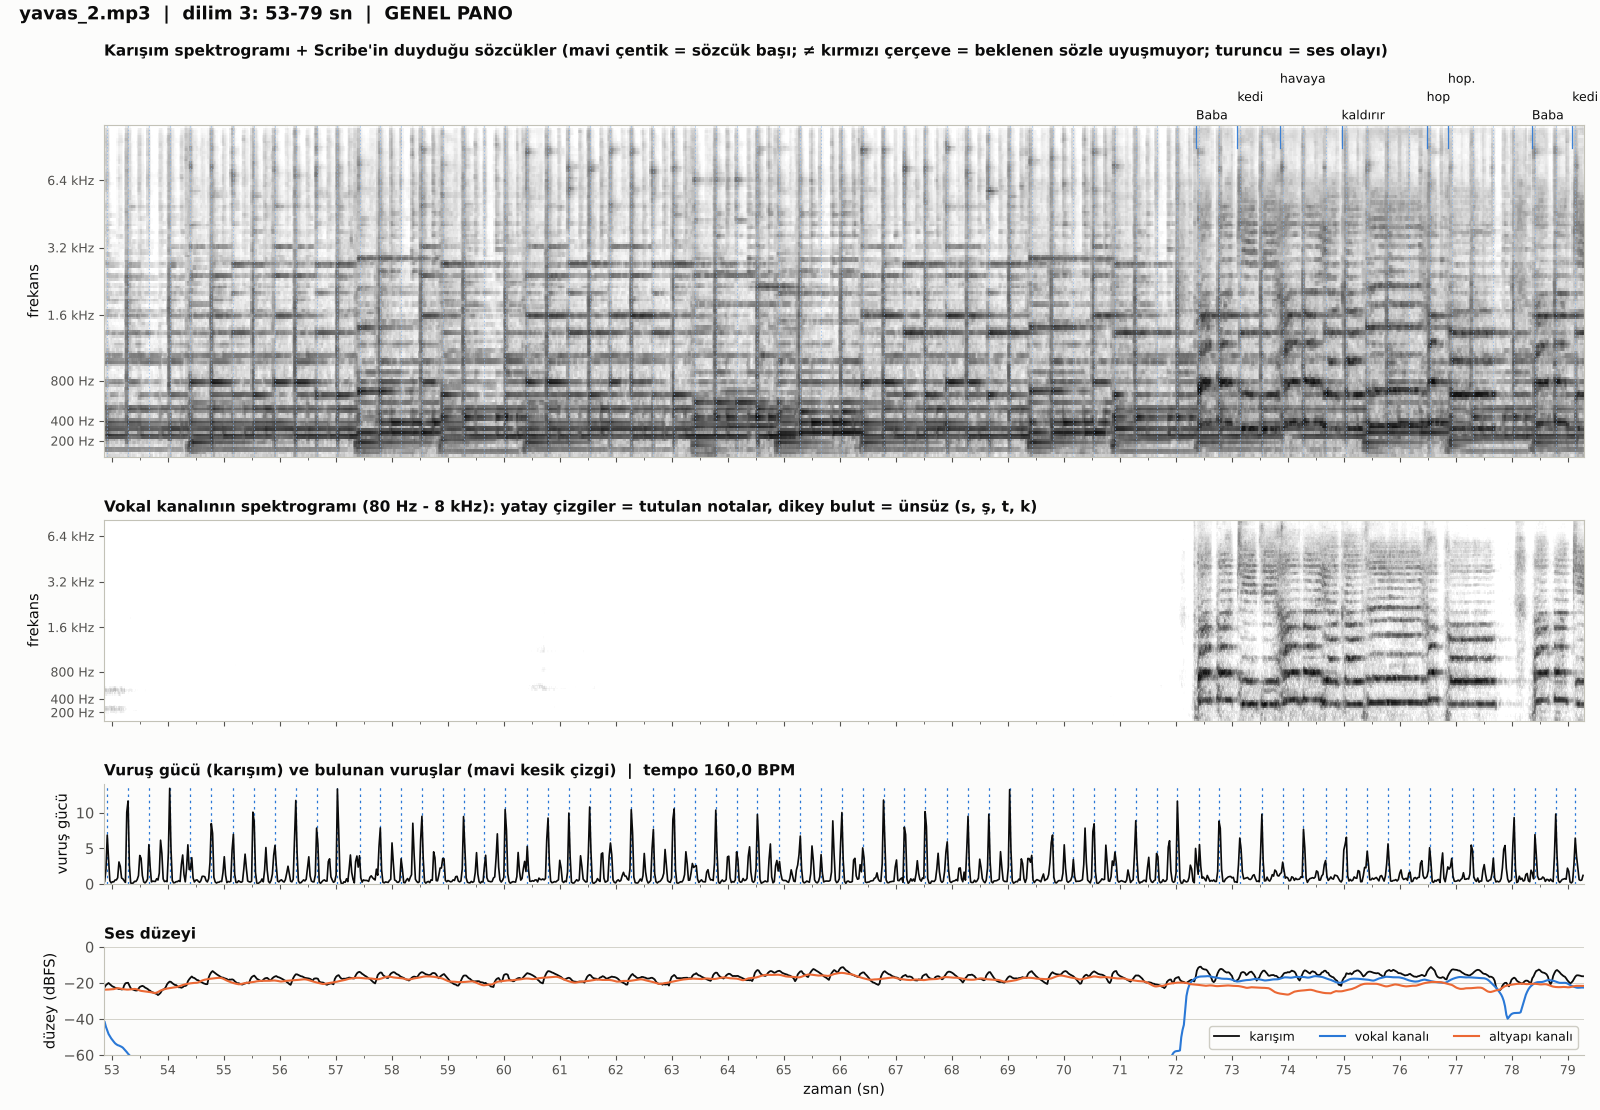 yavas_2.mp3 | dilim 3: 53-79 sn | GENEL PANO
Karışım spektrogramı + Scribe'in duyduğu sözcükler (mavi çentik = sözcük başı; ≠ kırmızı çerçeve = beklenen sözle uyuşmuyor; turuncu = ses olayı)
havaya hop.
kedi hop kedi
Baba kaldırır Baba
6.4 kHz
3.2 kHz
1.6 kHz
800 Hz
400 Hz
200 Hz
frekans
Vokal kanalının spektrogramı (80 Hz - 8 kHz): yatay çizgiler = tutulan notalar, dikey bulut = ünsüz (s, ş, t, k)
6.4 kHz
3.2 kHz
1.6 kHz
800 Hz
400 Hz
200 Hz
frekans
Vuruş gücü (karışım) ve bulunan vuruşlar (mavi kesik çizgi) | tempo 160,0 BPM
10
5
0
vuruş gücü
Ses düzeyi
0
−20
−40
−60
düzey (dBFS)
karışım vokal kanalı altyapı kanalı
53 54 55 56 57 58 59 60 61 62 63 64 65 66 67 68 69 70 71 72 73 74 75 76 77 78 79
zaman (sn)